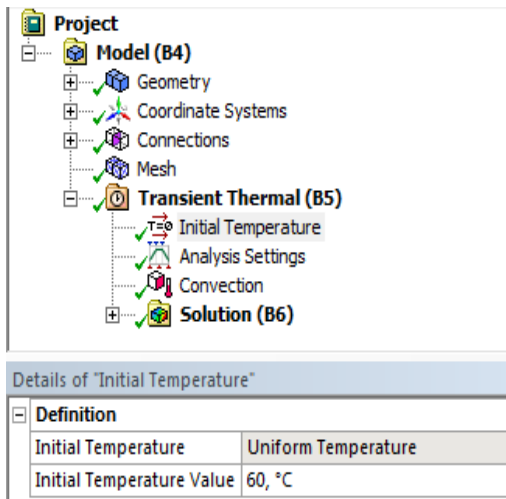 Project
Model (B4)
Geometry
Coordinate Systems
Connections
Mesh
Transient Thermal (B5)
T=0 Initial Temperature
Analysis Settings
Convection
Solution (B6)
Details of "Initial Temperature"
Definition
Initial Temperature Uniform Temperature
Initial Temperature Value 60, °C